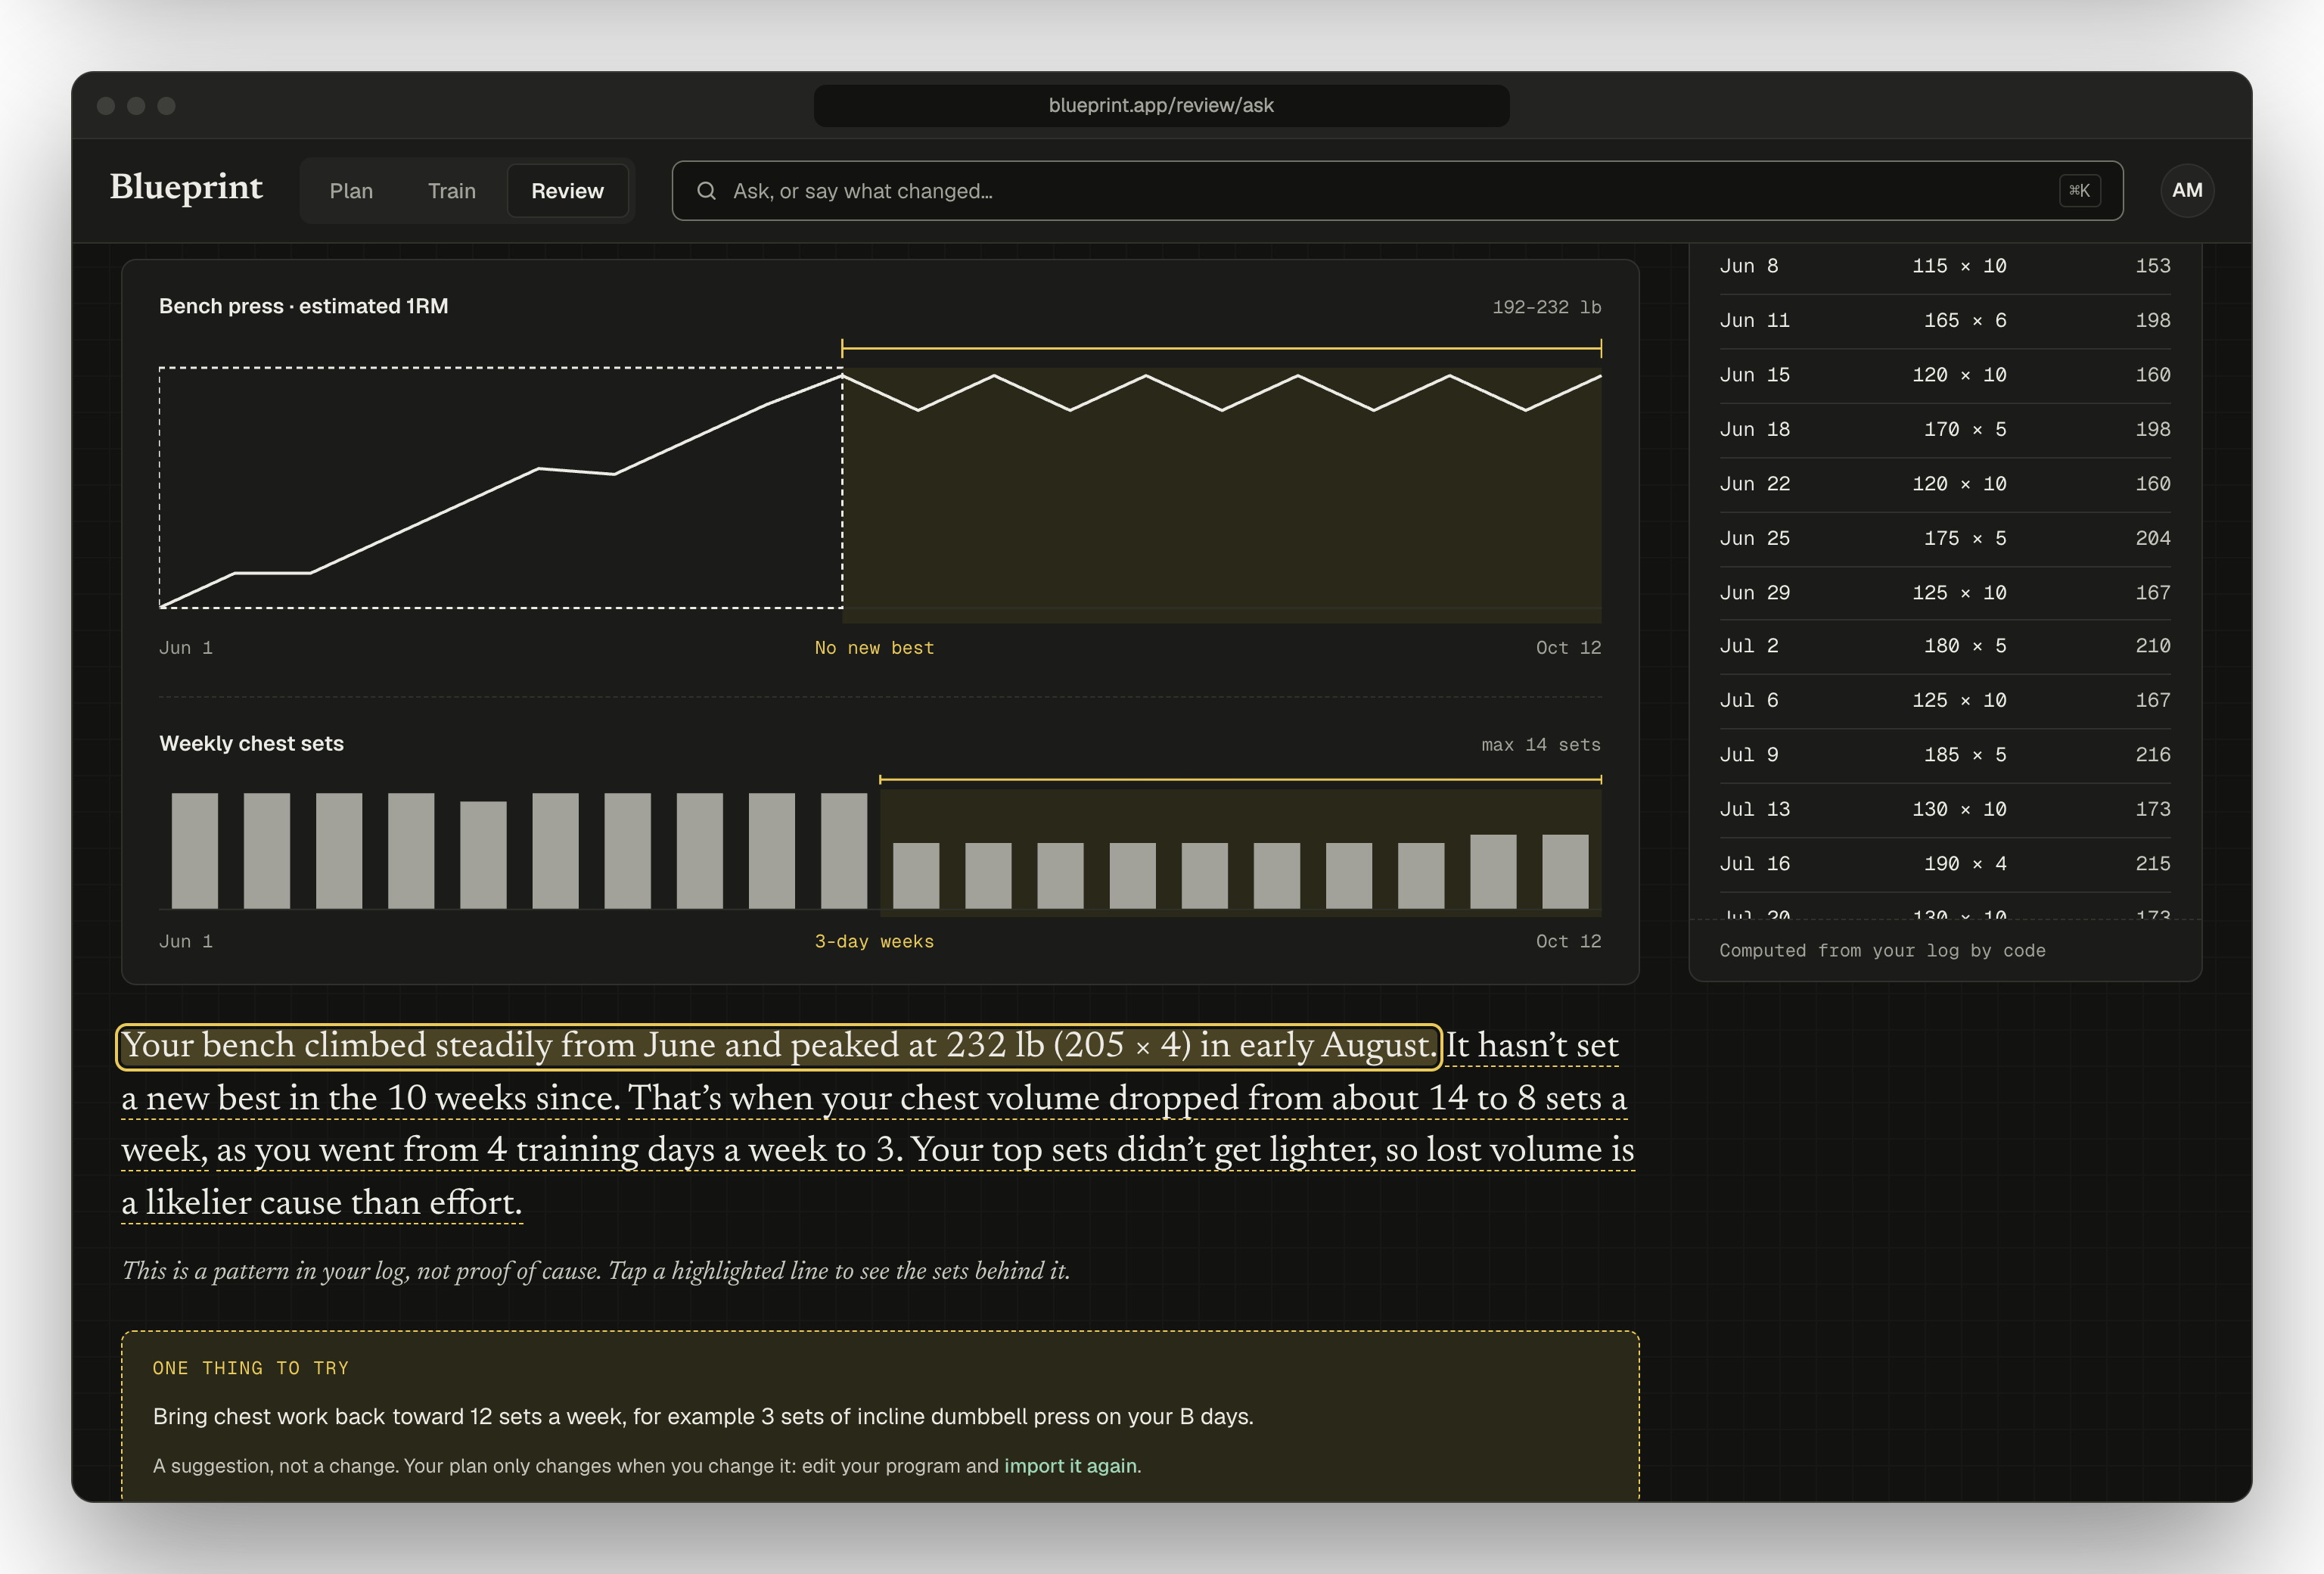 blueprint.app/review/ask
Blueprint
Plan
Train
Review
Ask, or say what changed…
⌘K
AM
Bench press · estimated 1RM
192–232 lb
Jun 1
No new best
Oct 12
Weekly chest sets
max 14 sets
Jun 1
3-day weeks
Oct 12
Jun 8 115 × 10 153
Jun 11 165 × 6 198
Jun 15 120 × 10 160
Jun 18 170 × 5 198
Jun 22 120 × 10 160
Jun 25 175 × 5 204
Jun 29 125 × 10 167
Jul 2 180 × 5 210
Jul 6 125 × 10 167
Jul 9 185 × 5 216
Jul 13 130 × 10 173
Jul 16 190 × 4 215
Jul 20 130 × 10 173
Computed from your log by code
Your bench climbed steadily from June and peaked at 232 lb (205 × 4) in early August. It hasn’t set
a new best in the 10 weeks since. That’s when your chest volume dropped from about 14 to 8 sets a
week, as you went from 4 training days a week to 3. Your top sets didn’t get lighter, so lost volume is
a likelier cause than effort.
This is a pattern in your log, not proof of cause. Tap a highlighted line to see the sets behind it.
ONE THING TO TRY
Bring chest work back toward 12 sets a week, for example 3 sets of incline dumbbell press on your B days.
A suggestion, not a change. Your plan only changes when you change it: edit your program and import it again.